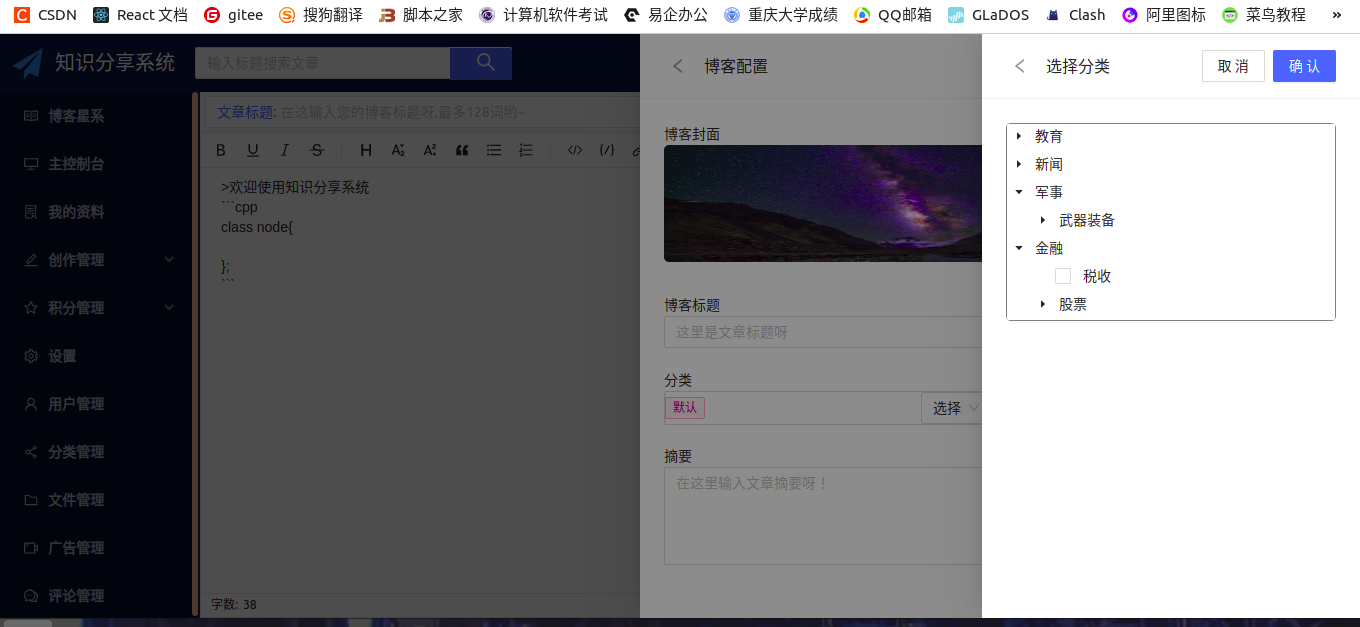 CSDN React 文档 gitee 搜狗翻译 脚本之家 计算机软件考试 易企办公 重庆大学成绩 QQ邮箱 GLaDOS Clash 阿里图标 菜鸟教程 »
知识分享系统 输入标题搜索文章
博客星系
主控制台
我的资料
创作管理
积分管理
设置
用户管理
分类管理
文件管理
广告管理
评论管理
文章标题: 在这输入您的博客标题呀,最多128词哟~
>欢迎使用知识分享系统
```cpp
class node{
};
```
字数: 38
博客配置
博客封面
博客标题
这里是文章标题呀
分类
默认 选择
摘要
在这里输入文章摘要呀！
选择分类 取 消 确 认
教育
新闻
军事
武器装备
金融
税收
股票